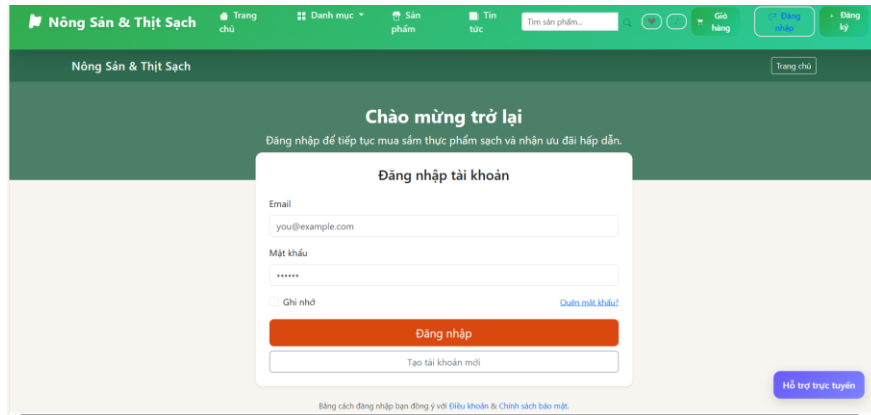 Nông Sản & Thịt Sạch
Trang chủ
Danh mục
Sản phẩm
Tin tức
Tìm sản phẩm...
Giỏ hàng
Đăng nhập
+ Đăng ký
Nông Sản & Thịt Sạch
Trang chủ
Chào mừng trở lại
Đăng nhập để tiếp tục mua sắm thực phẩm sạch và nhận ưu đãi hấp dẫn.
Đăng nhập tài khoản
Email
you@example.com
Mật khẩu
••••••
Ghi nhớ
Quên mật khẩu?
Đăng nhập
Tạo tài khoản mới
Bằng cách đăng nhập bạn đồng ý với Điều khoản & Chính sách bảo mật.
Hỗ trợ trực tuyến